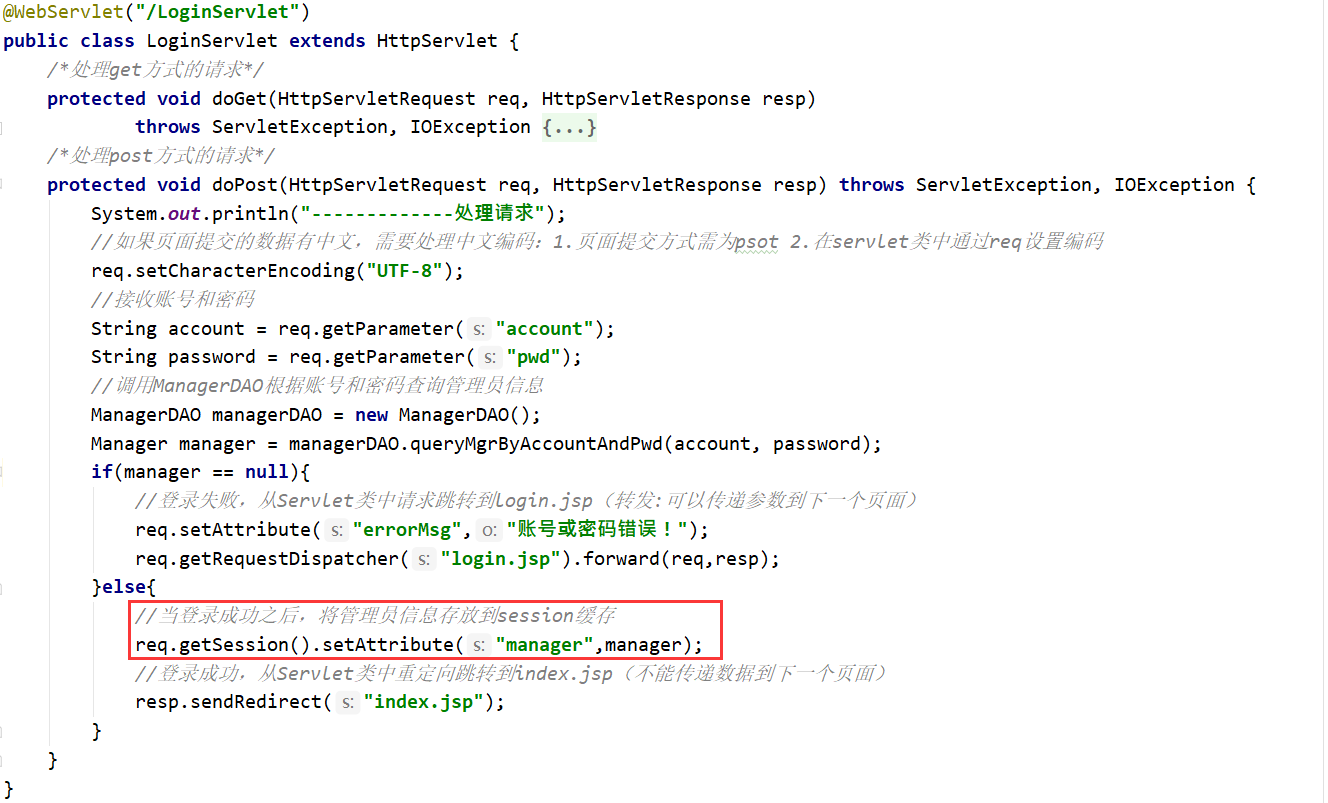 @WebServlet("/LoginServlet")
public class LoginServlet extends HttpServlet {
/*处理get方式的请求*/
protected void doGet(HttpServletRequest req, HttpServletResponse resp)
throws ServletException, IOException {...}
/*处理post方式的请求*/
protected void doPost(HttpServletRequest req, HttpServletResponse resp) throws ServletException, IOException {
System.out.println("-------------处理请求");
//如果页面提交的数据有中文，需要处理中文编码：1.页面提交方式需为psot 2.在servlet类中通过req设置编码
req.setCharacterEncoding("UTF-8");
//接收账号和密码
String account = req.getParameter( s: "account");
String password = req.getParameter( s: "pwd");
//调用ManagerDAO根据账号和密码查询管理员信息
ManagerDAO managerDAO = new ManagerDAO();
Manager manager = managerDAO.queryMgrByAccountAndPwd(account, password);
if(manager == null){
//登录失败，从Servlet类中请求跳转到login.jsp（转发:可以传递参数到下一个页面）
req.setAttribute( s: "errorMsg", o: "账号或密码错误！");
req.getRequestDispatcher( s: "login.jsp").forward(req,resp);
}else{
//当登录成功之后，将管理员信息存放到session缓存
req.getSession().setAttribute( s: "manager",manager);
//登录成功，从Servlet类中重定向跳转到index.jsp（不能传递数据到下一个页面）
resp.sendRedirect( s: "index.jsp");
}
}
}